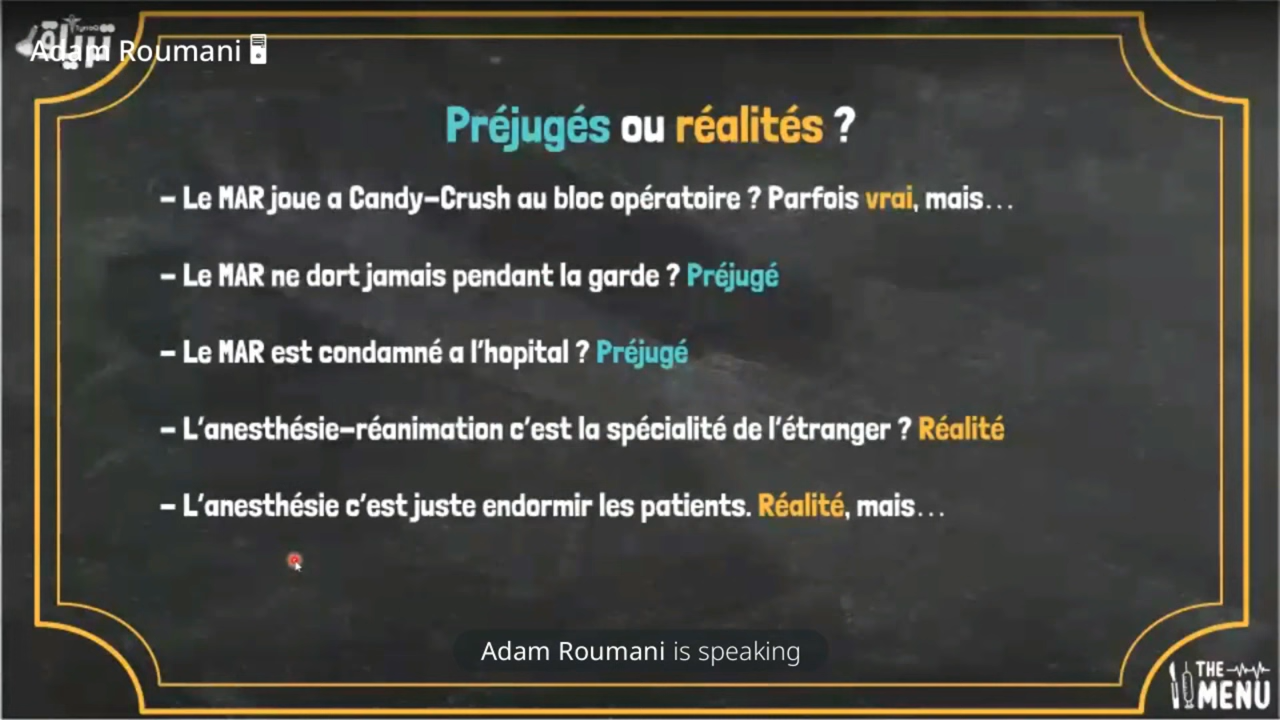 ترياق
Adam Roumani
Préjugés ou réalités ?
– Le MAR joue a Candy-Crush au bloc opératoire ? Parfois vrai, mais...
– Le MAR ne dort jamais pendant la garde ? Préjugé
– Le MAR est condamné a l'hopital ? Préjugé
– L'anesthésie-réanimation c'est la spécialité de l'étranger ? Réalité
– L'anesthésie c'est juste endormir les patients. Réalité, mais...
Adam Roumani is speaking
THE
MENU